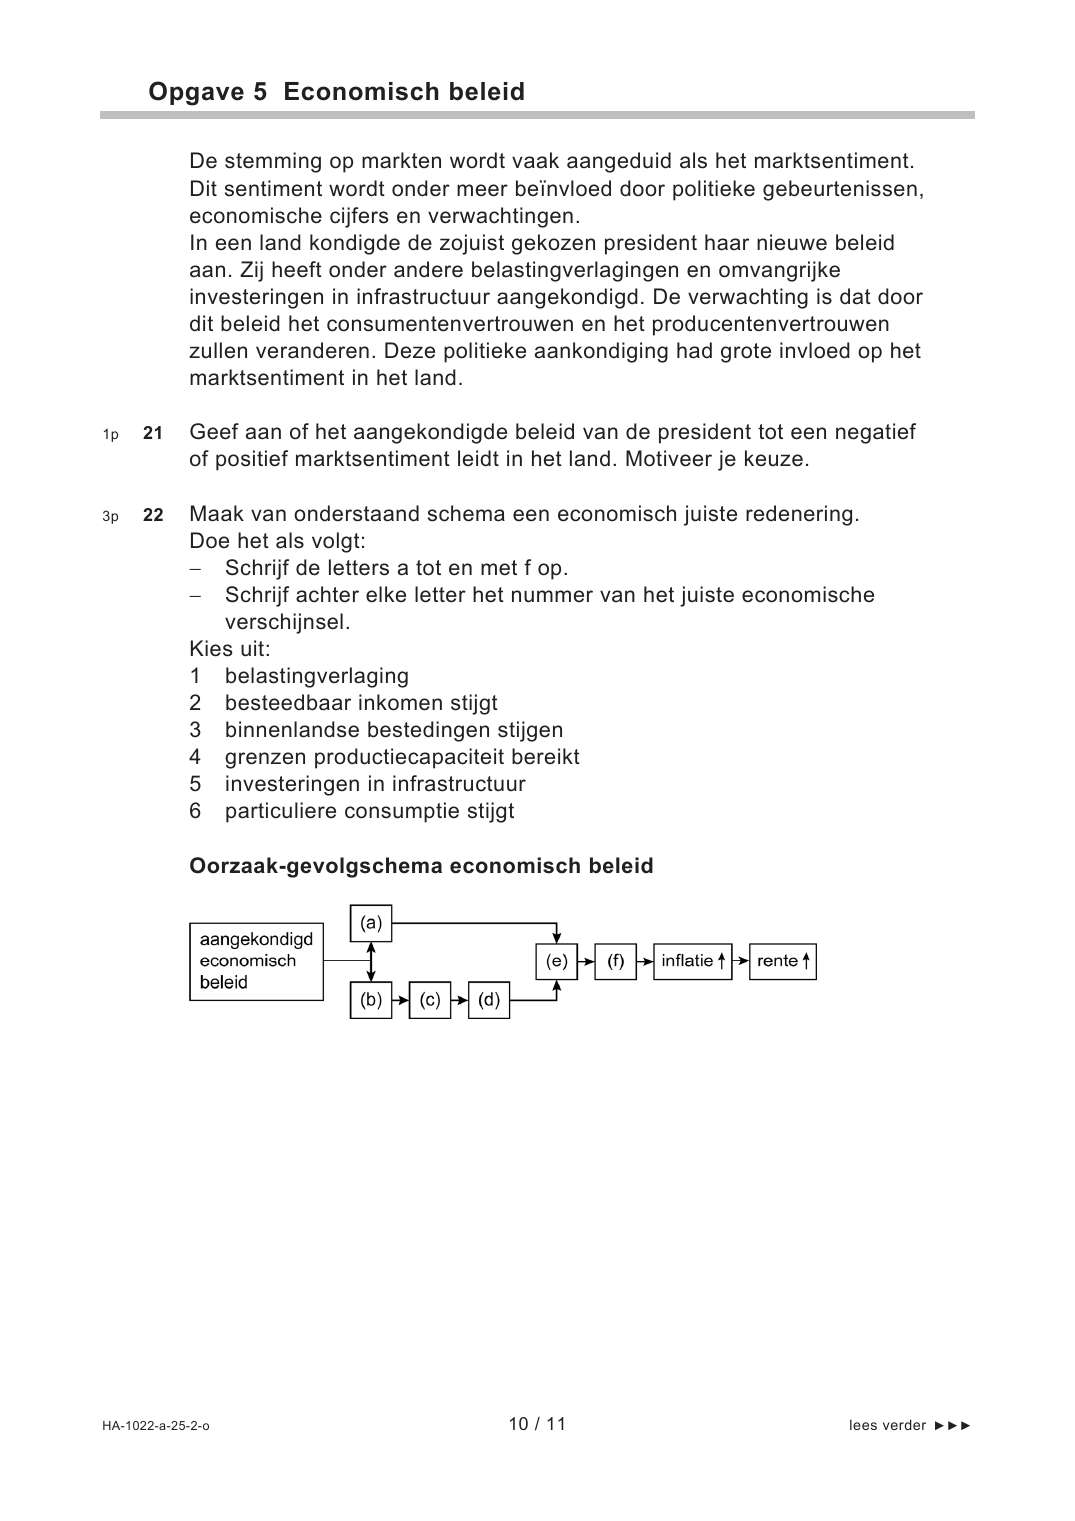 Opgave 5 Economisch beleid
De stemming op markten wordt vaak aangeduid als het marktsentiment.
Dit sentiment wordt onder meer beïnvloed door politieke gebeurtenissen,
economische cijfers en verwachtingen.
In een land kondigde de zojuist gekozen president haar nieuwe beleid
aan. Zij heeft onder andere belastingverlagingen en omvangrijke
investeringen in infrastructuur aangekondigd. De verwachting is dat door
dit beleid het consumentenvertrouwen en het producentenvertrouwen
zullen veranderen. Deze politieke aankondiging had grote invloed op het
marktsentiment in het land.
1p 21 Geef aan of het aangekondigde beleid van de president tot een negatief
of positief marktsentiment leidt in het land. Motiveer je keuze.
3p 22 Maak van onderstaand schema een economisch juiste redenering.
Doe het als volgt:
– Schrijf de letters a tot en met f op.
– Schrijf achter elke letter het nummer van het juiste economische
verschijnsel.
Kies uit:
1 belastingverlaging
2 besteedbaar inkomen stijgt
3 binnenlandse bestedingen stijgen
4 grenzen productiecapaciteit bereikt
5 investeringen in infrastructuur
6 particuliere consumptie stijgt
Oorzaak-gevolgschema economisch beleid
aangekondigd
economisch
beleid
(a)
(b)
(c)
(d)
(e)
(f)
inflatie ↑
rente ↑
HA-1022-a-25-2-o
10 / 11
lees verder ►►►